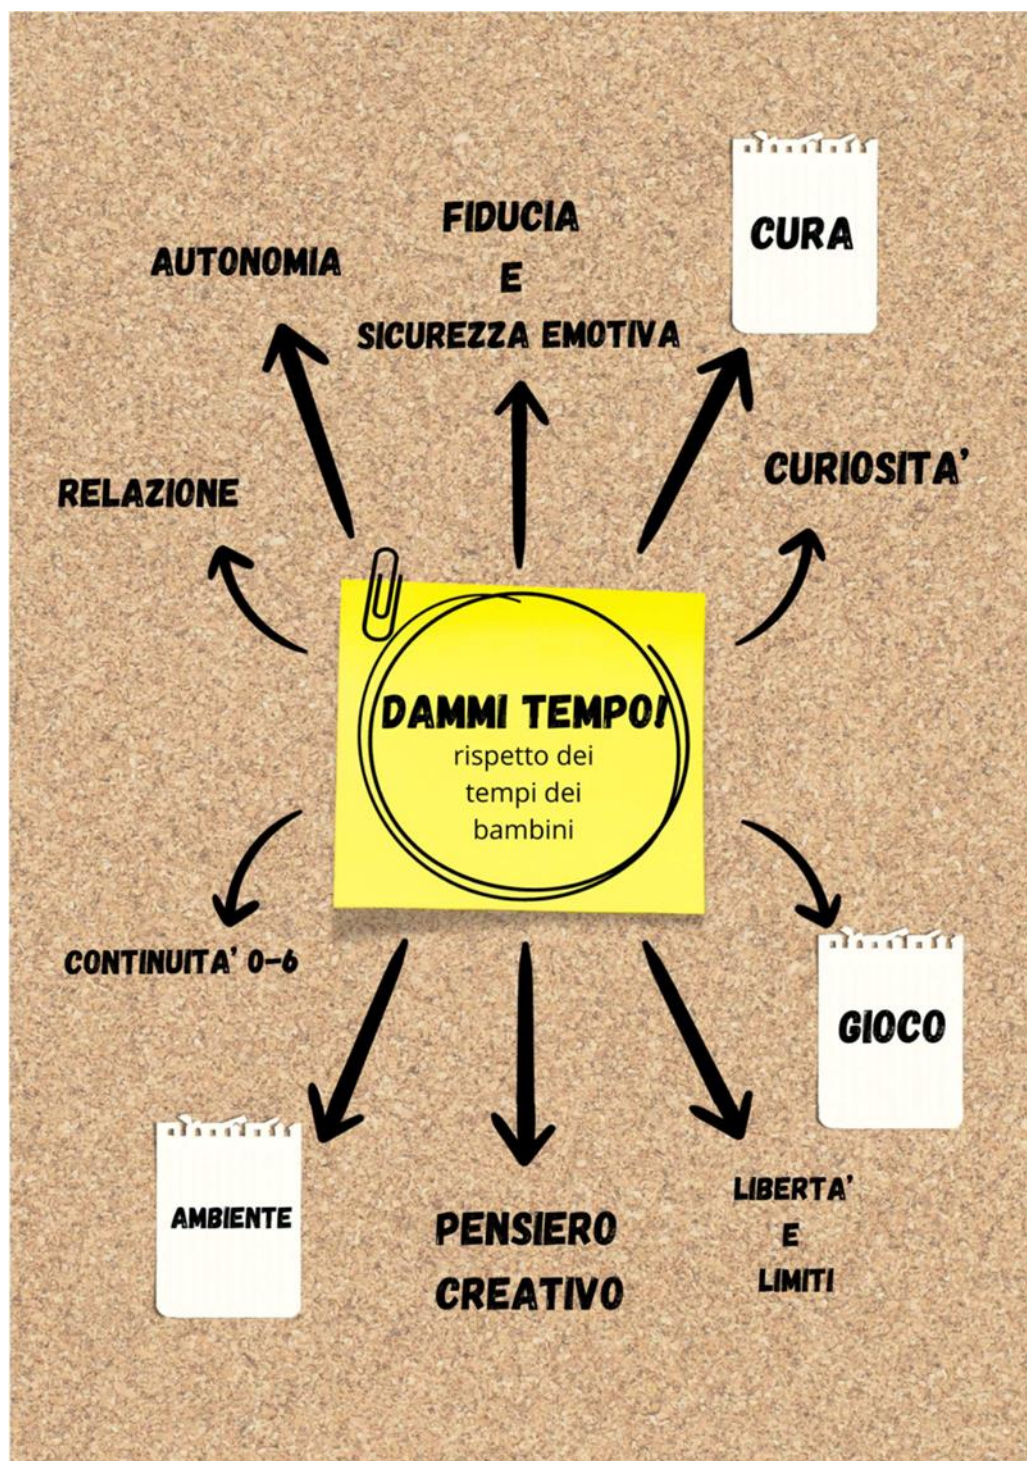 FIDUCIA
E
SICUREZZA EMOTIVA
AUTONOMIA
CURA
RELAZIONE
CURIOSITA'
DAMMI TEMPO!
rispetto dei
tempi dei
bambini
CONTINUITA' 0-6
GIOCO
AMBIENTE
PENSIERO
CREATIVO
LIBERTA'
E
LIMITI